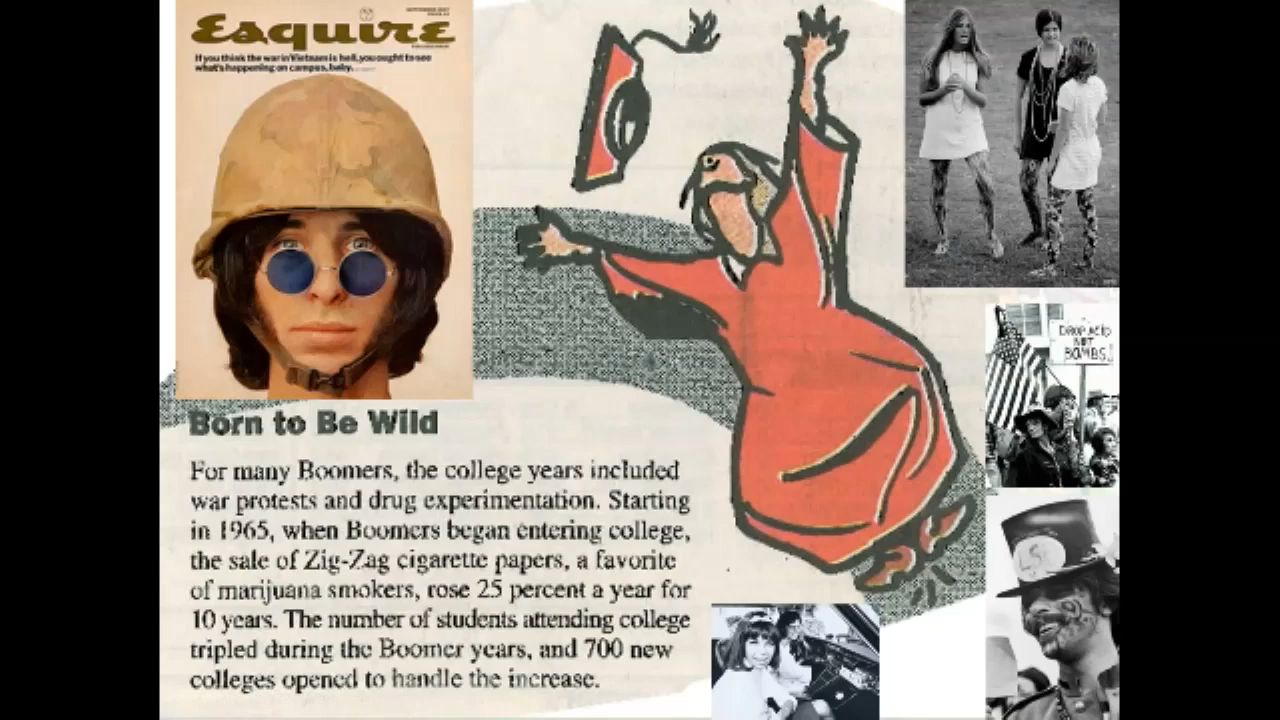 Esquire
If you think the war in Vietnam is hell, you ought to see
what's happening on campus, baby.
DROP ACID
NOT
BOMBS!
Born to Be Wild
For many Boomers, the college years included
war protests and drug experimentation. Starting
in 1965, when Boomers began entering college,
the sale of Zig-Zag cigarette papers, a favorite
of marijuana smokers, rose 25 percent a year for
10 years. The number of students attending college
tripled during the Boomer years, and 700 new
colleges opened to handle the increase.